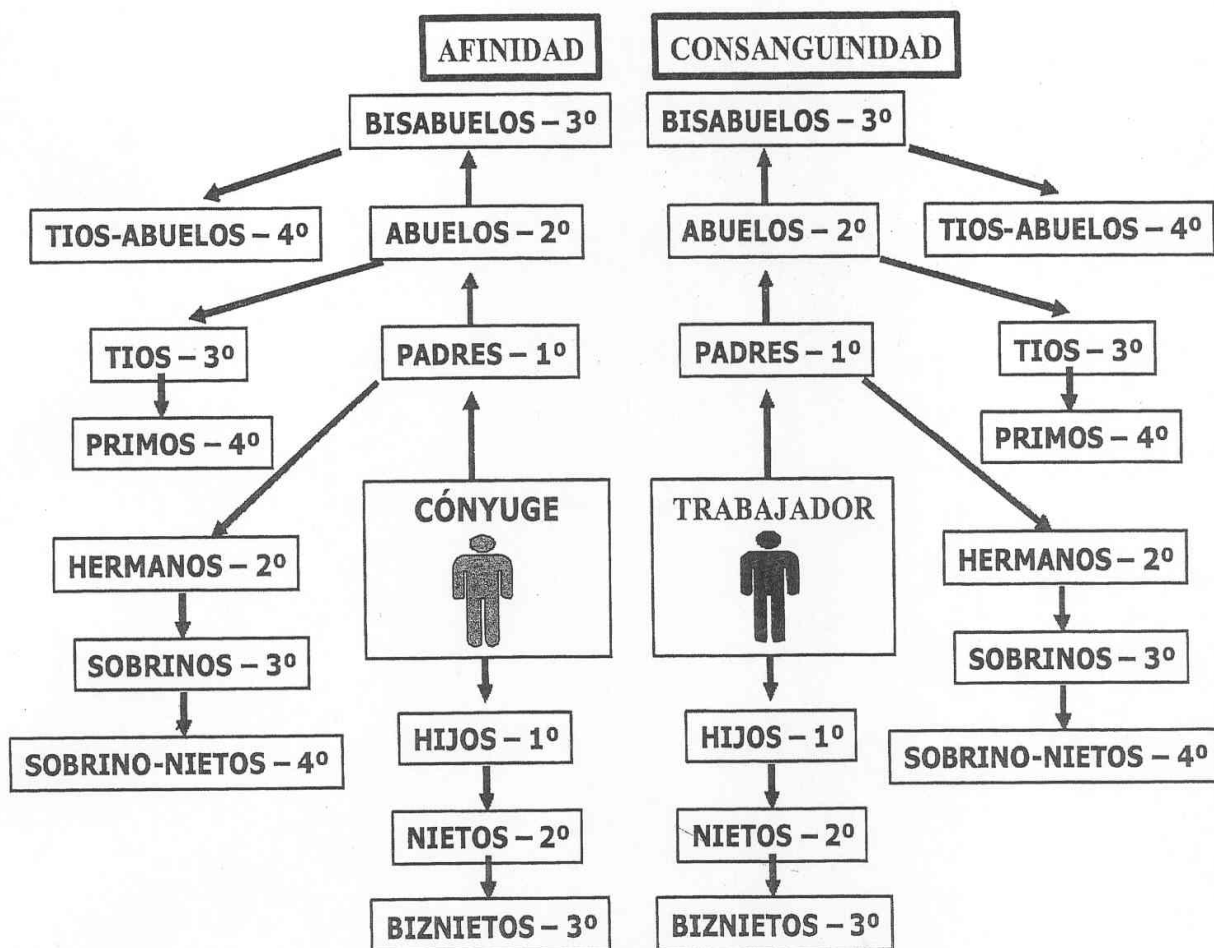 AFINIDAD
CONSANGUINIDAD
BISABUELOS – 3º
BISABUELOS – 3º
TIOS-ABUELOS – 4º
ABUELOS – 2º
ABUELOS – 2º
TIOS-ABUELOS – 4º
TIOS – 3º
PADRES – 1º
PADRES – 1º
TIOS – 3º
PRIMOS – 4º
PRIMOS – 4º
CÓNYUGE
TRABAJADOR
HERMANOS – 2º
HERMANOS – 2º
SOBRINOS – 3º
SOBRINOS – 3º
HIJOS – 1º
HIJOS – 1º
SOBRINO-NIETOS – 4º
SOBRINO-NIETOS – 4º
NIETOS – 2º
NIETOS – 2º
BIZNIETOS – 3º
BIZNIETOS – 3º